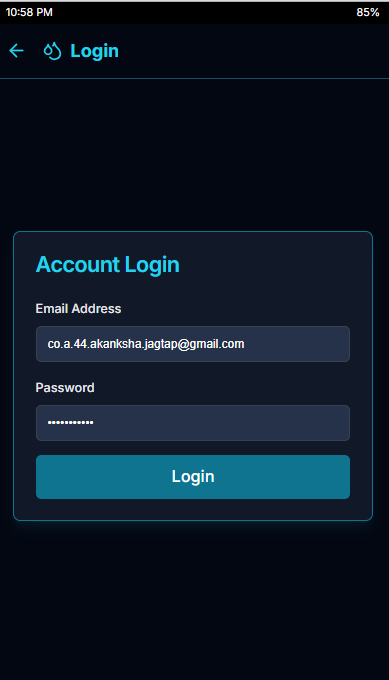 10:58 PM 85%
Login
Account Login
Email Address
co.a.44.akanksha.jagtap@gmail.com
Password
•••••••••••
Login